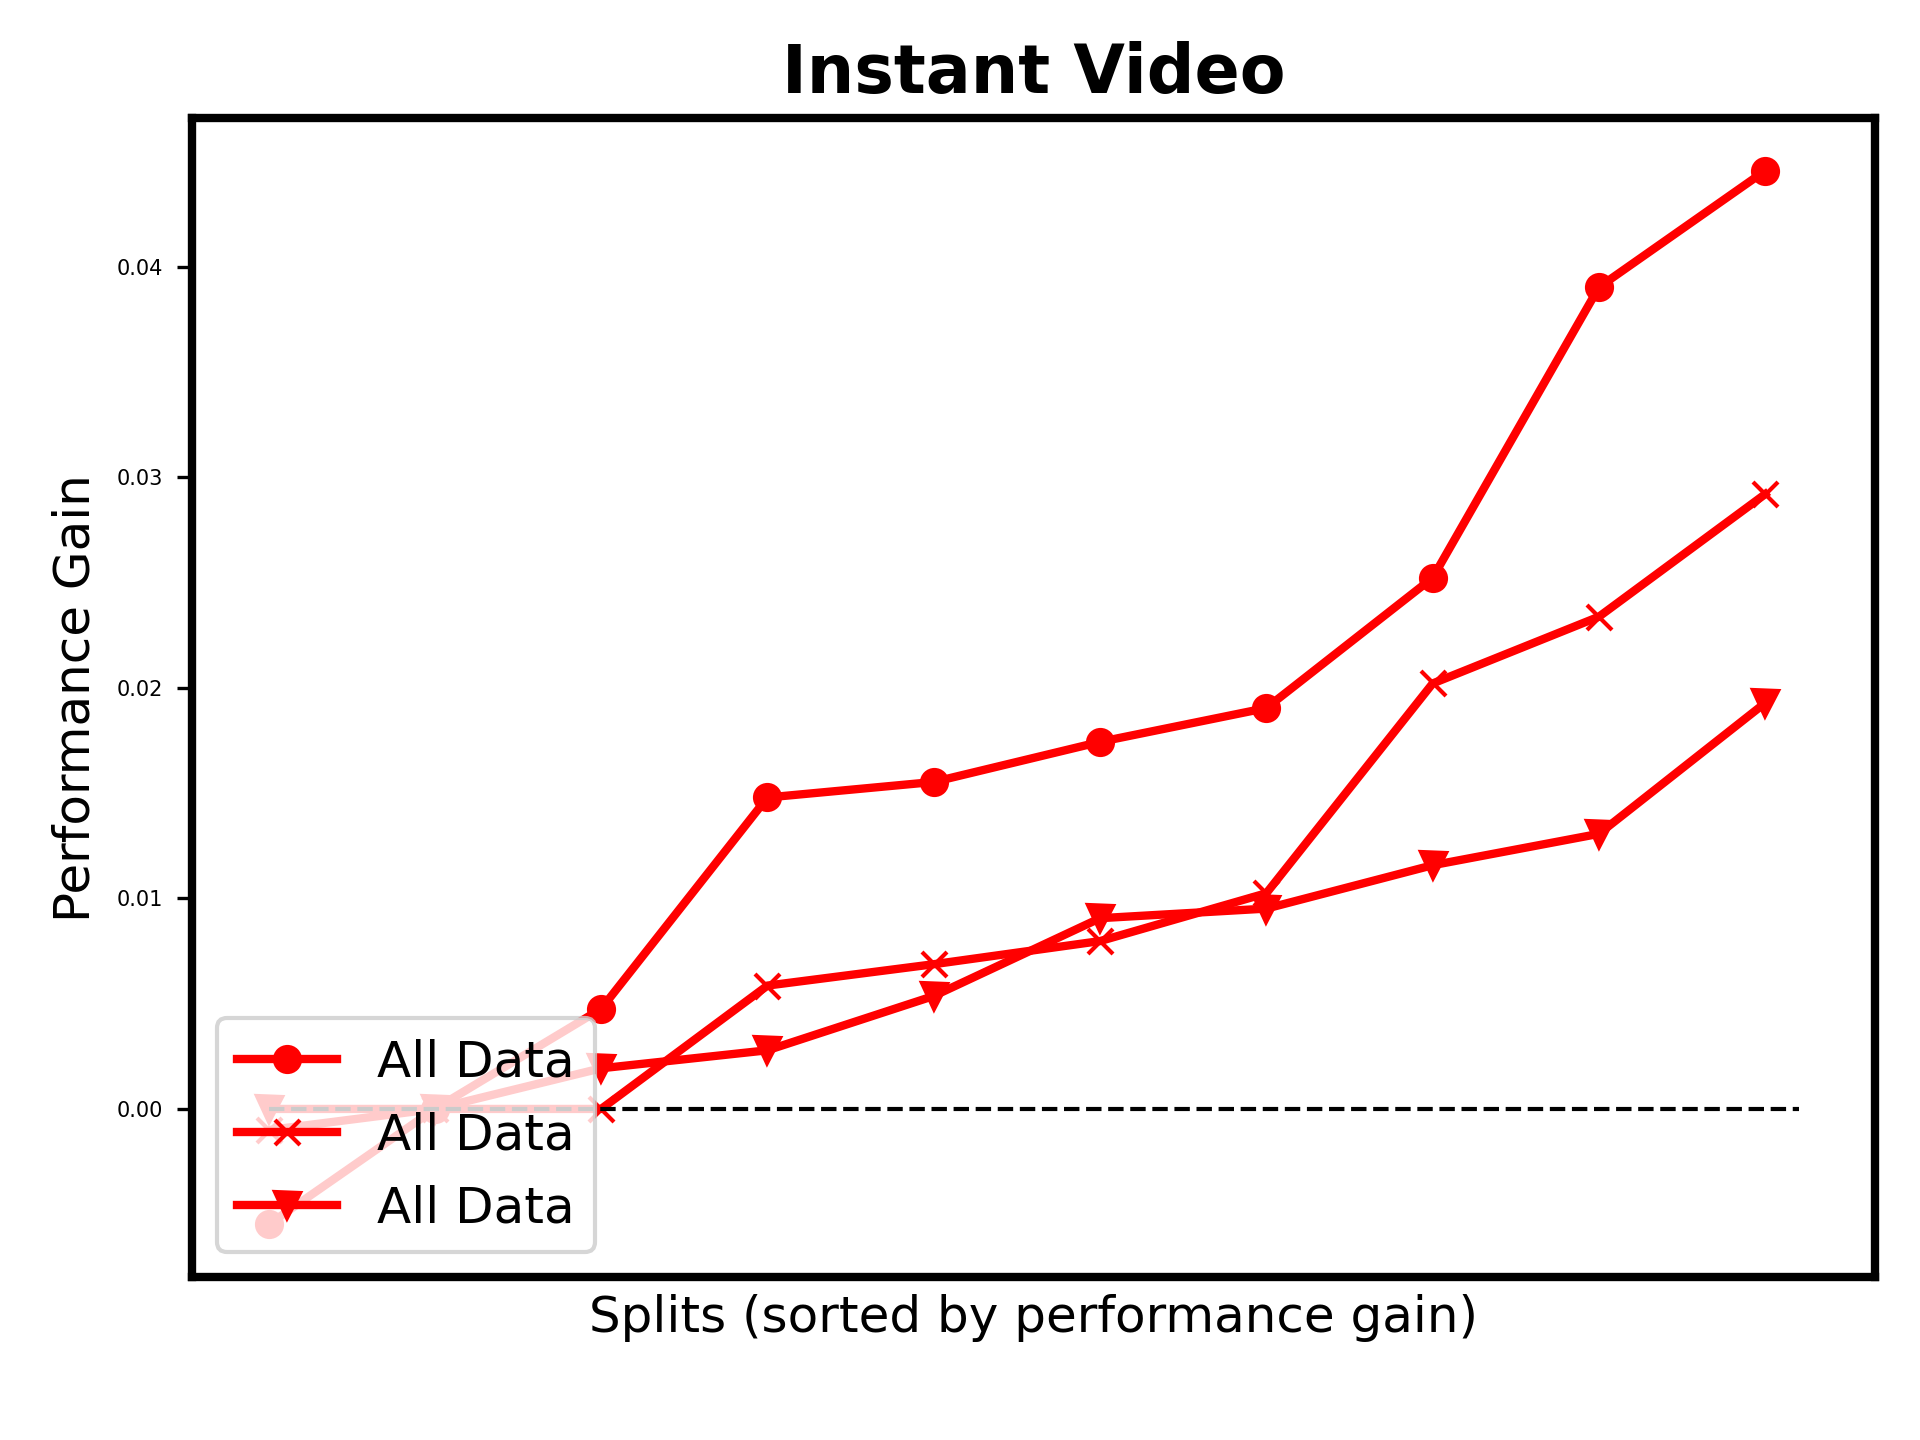 Instant Video
Performance Gain
0.04
0.03
0.02
0.01
0.00
All Data
All Data
All Data
Splits (sorted by performance gain)